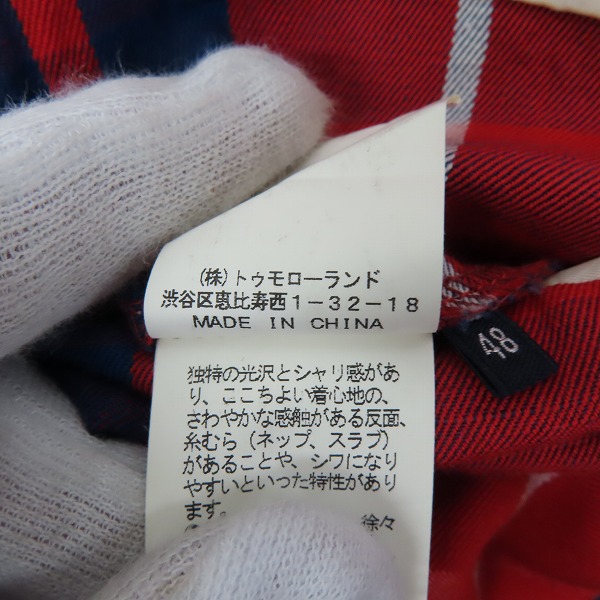 (株)トゥモローランド
渋谷区恵比寿西1-32-18
MADE IN CHINA
48
独特の光沢とシャリ感があ
り、ここちよい着心地の、
さわやかな感触がある反面、
糸むら（ネップ、スラブ）
があることや、シワになり
やすいといった特性があり
ます。
徐々